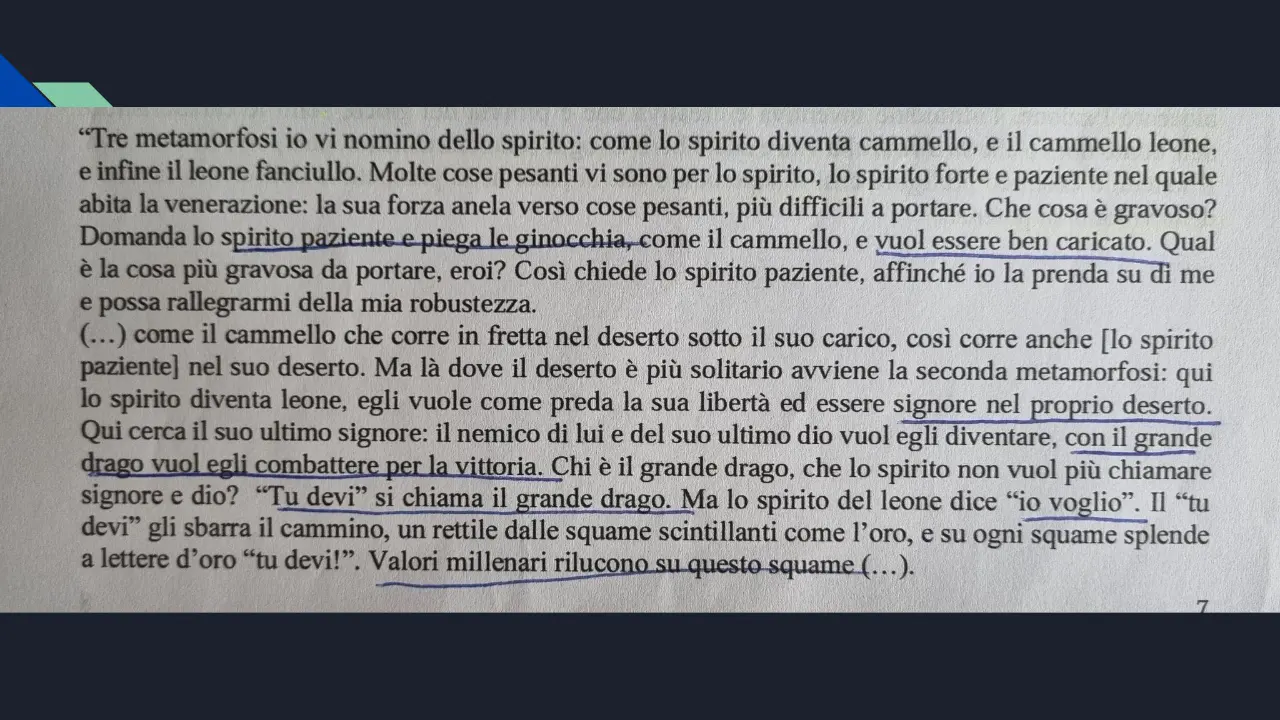 “Tre metamorfosi io vi nomino dello spirito: come lo spirito diventa cammello, e il cammello leone,
e infine il leone fanciullo. Molte cose pesanti vi sono per lo spirito, lo spirito forte e paziente nel quale
abita la venerazione: la sua forza anela verso cose pesanti, più difficili a portare. Che cosa è gravoso?
Domanda lo spirito paziente e piega le ginocchia, come il cammello, e vuol essere ben caricato. Qual
è la cosa più gravosa da portare, eroi? Così chiede lo spirito paziente, affinché io la prenda su di me
e possa rallegrarmi della mia robustezza.
(…) come il cammello che corre in fretta nel deserto sotto il suo carico, così corre anche [lo spirito
paziente] nel suo deserto. Ma là dove il deserto è più solitario avviene la seconda metamorfosi: qui
lo spirito diventa leone, egli vuole come preda la sua libertà ed essere signore nel proprio deserto.
Qui cerca il suo ultimo signore: il nemico di lui e del suo ultimo dio vuol egli diventare, con il grande
drago vuol egli combattere per la vittoria. Chi è il grande drago, che lo spirito non vuol più chiamare
signore e dio? “Tu devi” si chiama il grande drago. Ma lo spirito del leone dice “io voglio”. Il “tu
devi” gli sbarra il cammino, un rettile dalle squame scintillanti come l’oro, e su ogni squame splende
a lettere d’oro “tu devi!”. Valori millenari rilucono su questo squame (…).
7